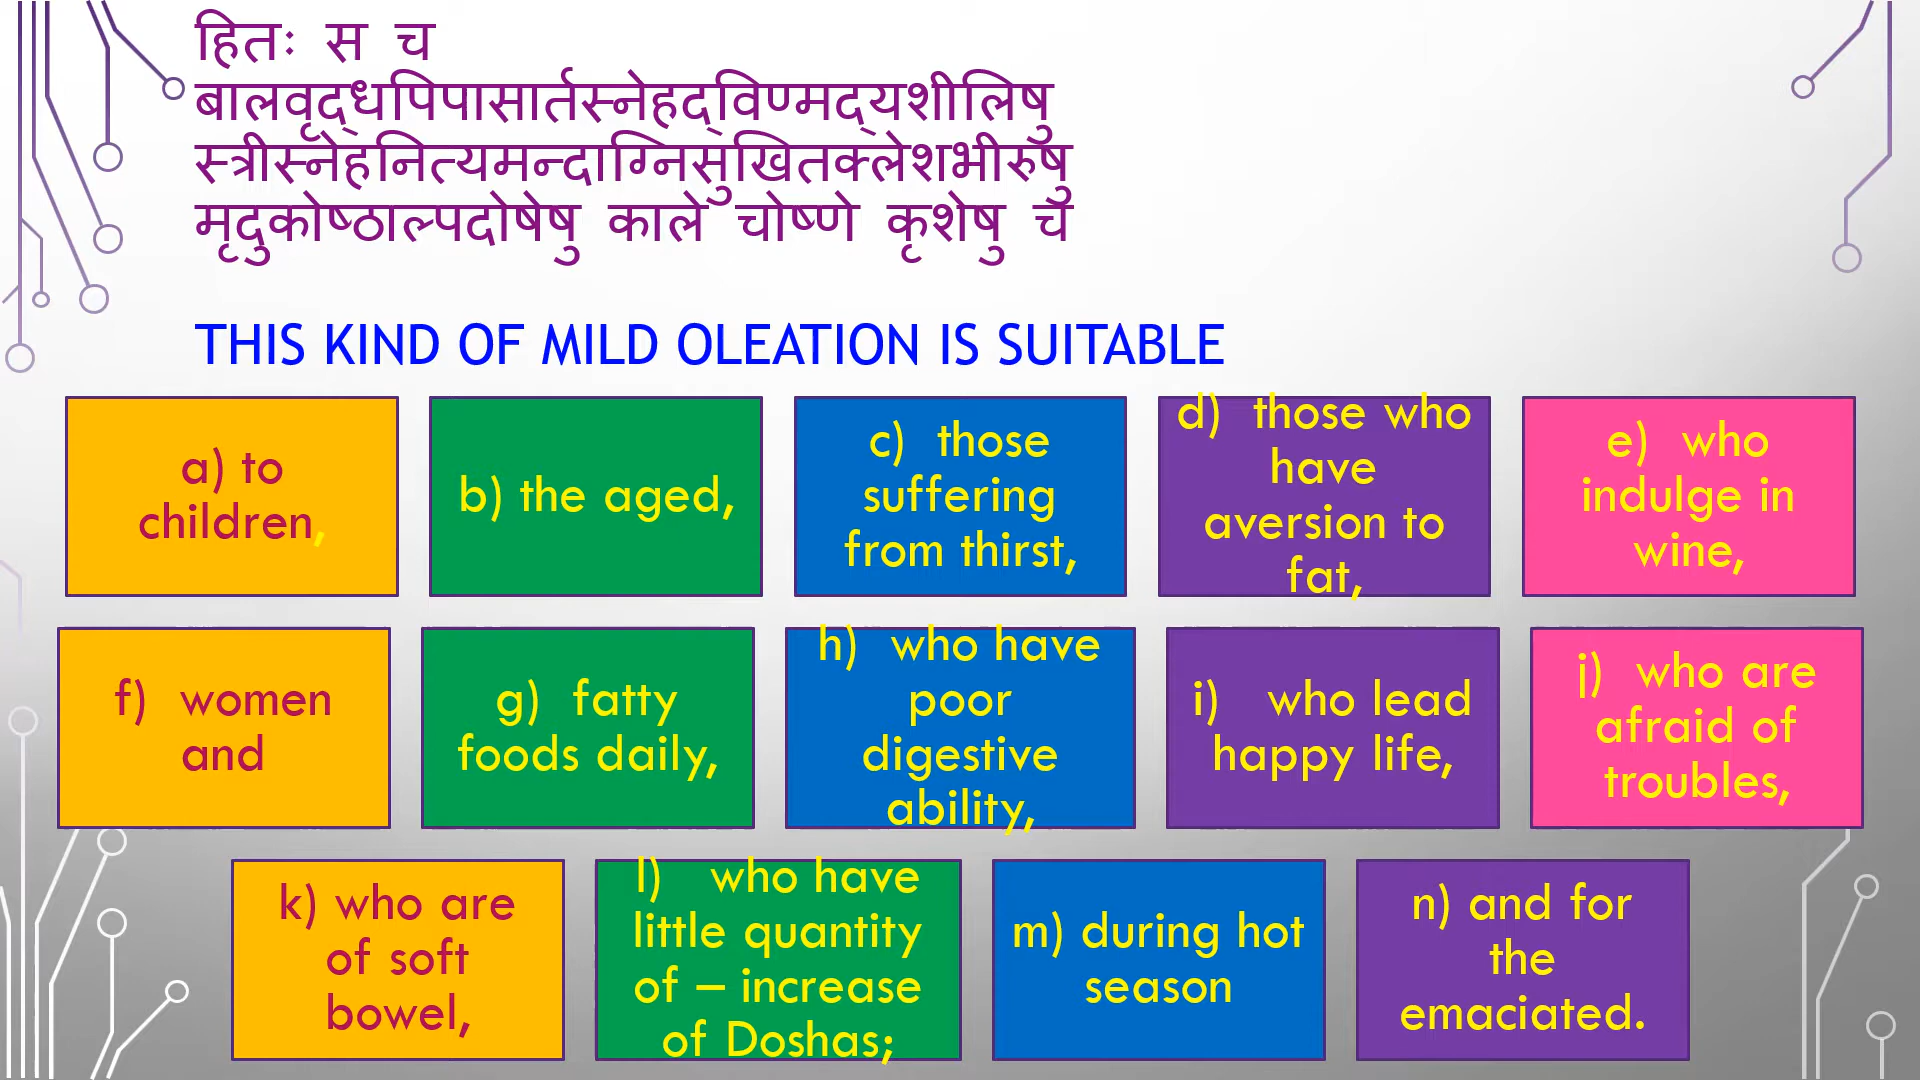 हितः स च
बालवृद्धपिपासार्तस्नेहद्विण्मद्यशीलिषु
स्त्रीस्नेहनित्यमन्दाग्निसुखितक्लेशभीरुषु
मृदुकोष्ठाल्पदोषेषु काले चोष्णे कृशेषु च
THIS KIND OF MILD OLEATION IS SUITABLE
a) to
children,
b) the aged,
c) those
suffering
from thirst,
d) those who
have
aversion to
fat,
e) who
indulge in
wine,
f) women
and
g) fatty
foods daily,
h) who have
poor
digestive
ability,
i) who lead
happy life,
j) who are
afraid of
troubles,
k) who are
of soft
bowel,
l) who have
little quantity
of – increase
of Doshas;
m) during hot
season
n) and for
the
emaciated.